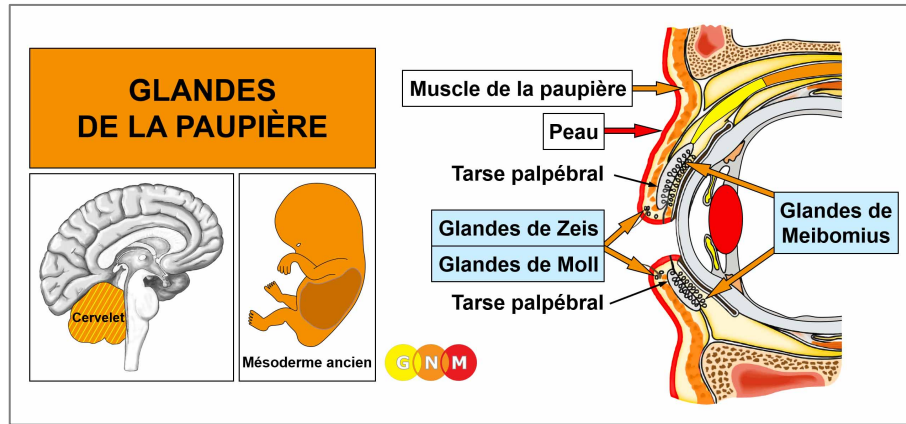 GLANDES
DE LA PAUPIÈRE
Cervelet
Mésoderme ancien
G N M
Muscle de la paupière
Peau
Tarse palpébral
Glandes de Zeis
Glandes de Moll
Tarse palpébral
Glandes de
Meibomius